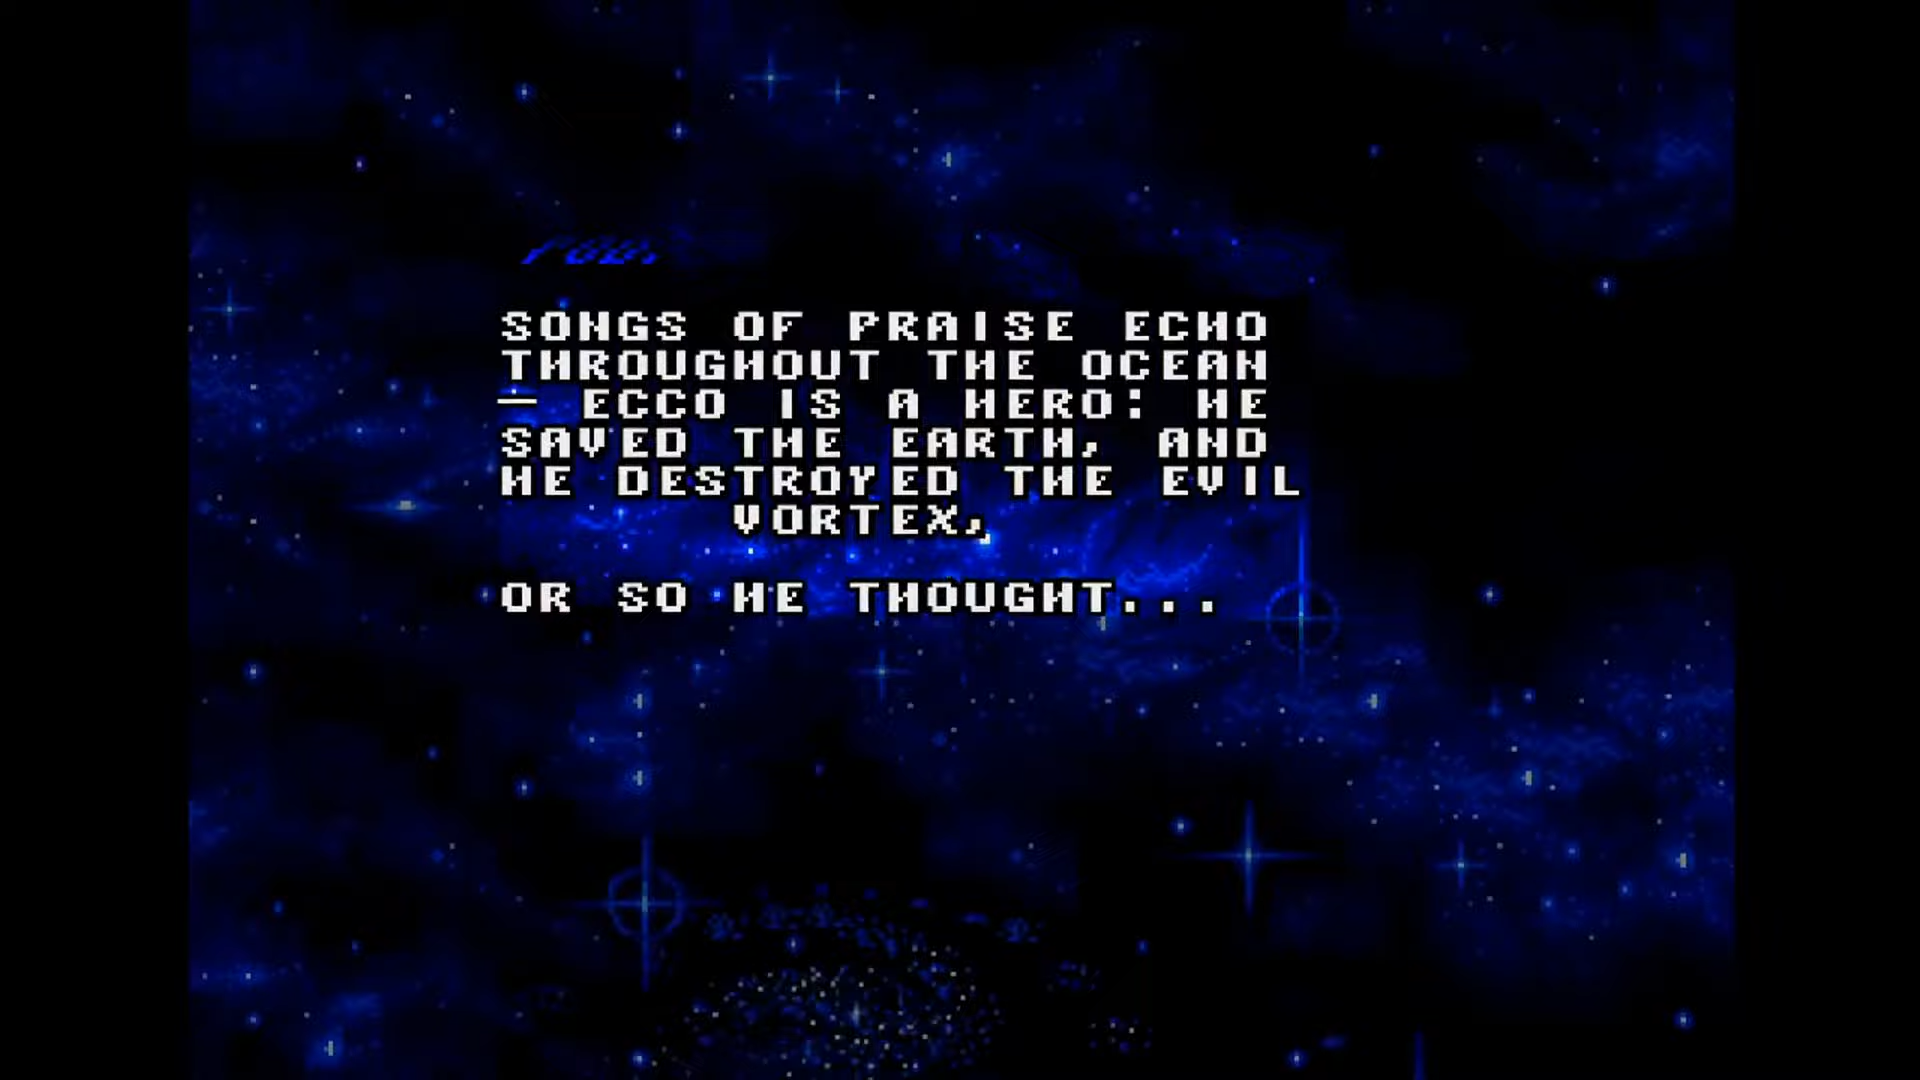 SONGS OF PRAISE ECHO
THROUGHOUT THE OCEAN
— ECCO IS A HERO: HE
SAVED THE EARTH, AND
HE DESTROYED THE EVIL
VORTEX,
OR SO HE THOUGHT...